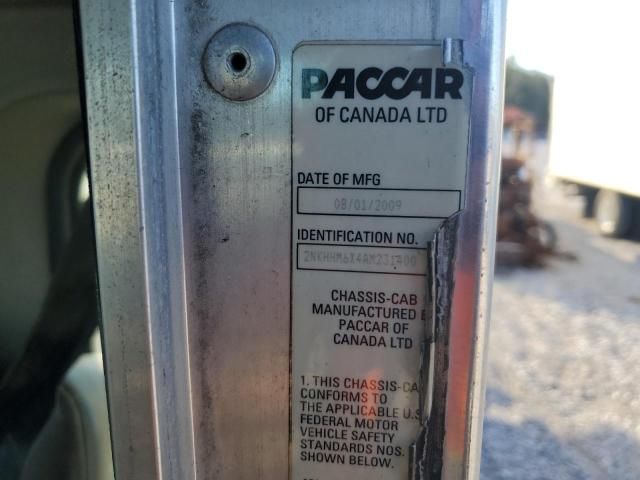 PACCAR
OF CANADA LTD
DATE OF MFG
08/01/2009
IDENTIFICATION NO.
2NKHHM6X4AM231400
CHASSIS-CAB
MANUFACTURED B
PACCAR OF
CANADA LTD
1. THIS CHASSIS-CA
CONFORMS TO
THE APPLICABLE U.S
FEDERAL MOTOR
VEHICLE SAFETY
STANDARDS NOS.
SHOWN BELOW.